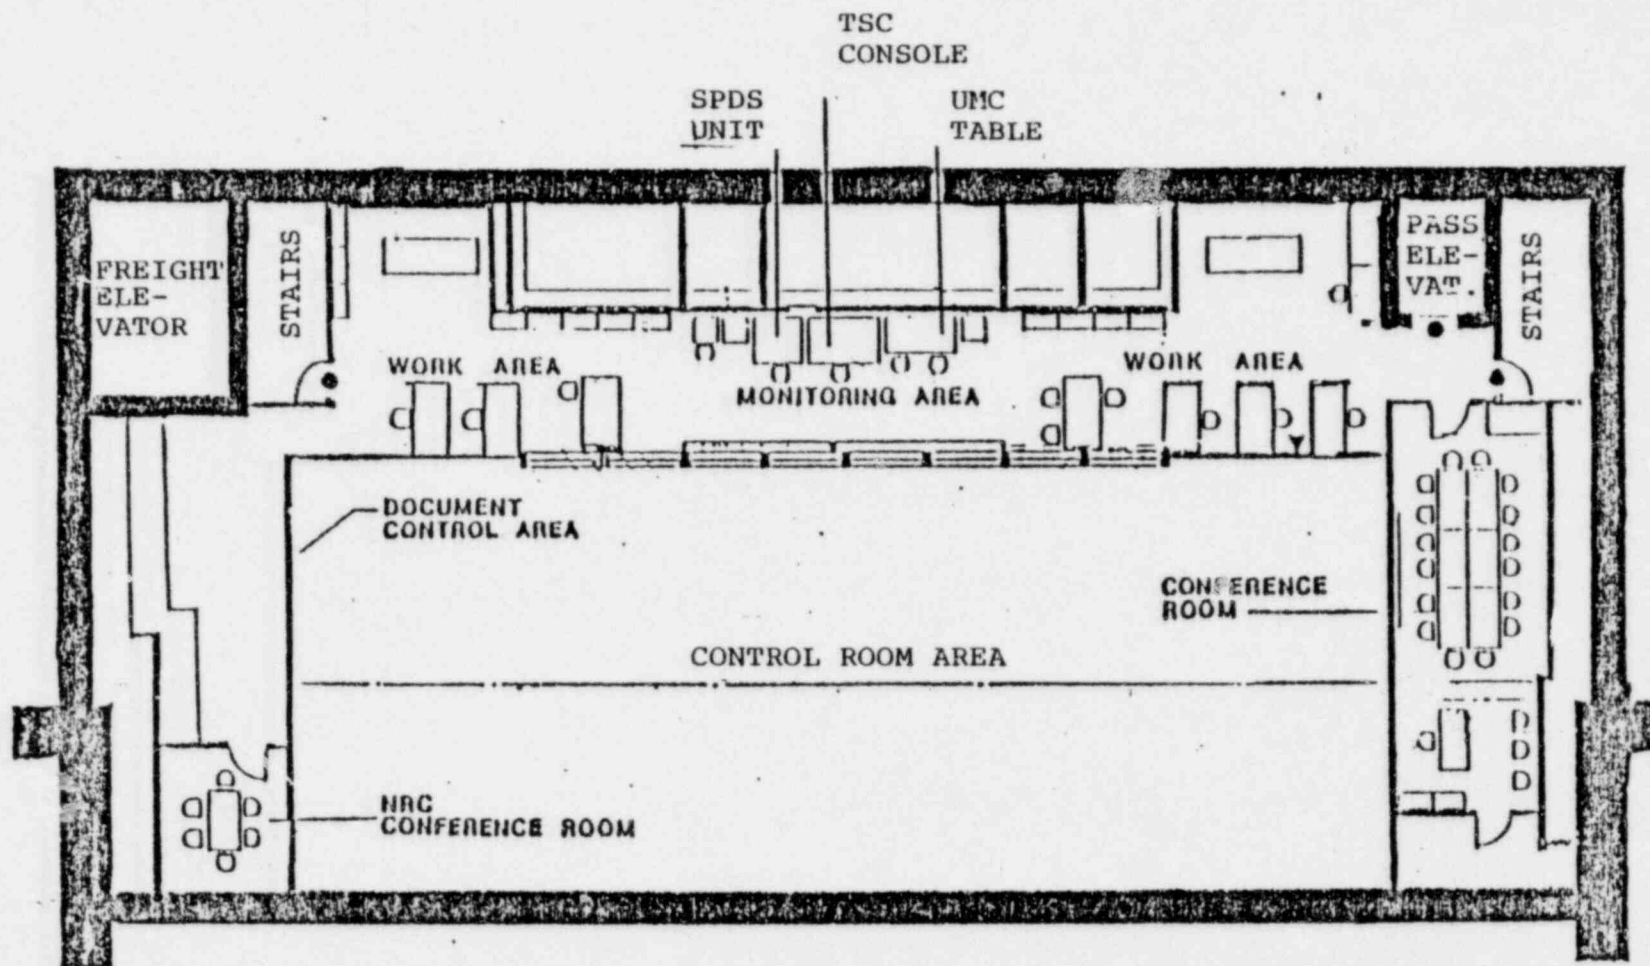 TSC
CONSOLE
SPDS
UNIT
UMC
TABLE
FREIGHT
ELE-
VATOR
STAIRS
PASS
ELE-
VAT.
STAIRS
WORK AREA
MONITORING AREA
WORK AREA
DOCUMENT
CONTROL AREA
CONFERENCE
ROOM
CONTROL ROOM AREA
NRC
CONFERENCE ROOM